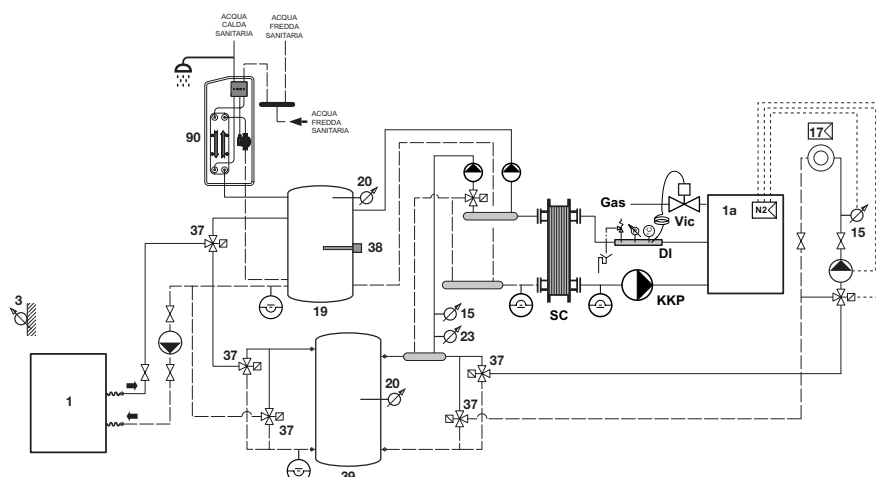 ACQUA
CALDA
SANITARIA
ACQUA
FREDDA
SANITARIA
ACQUA
FREDDA
SANITARIA
90
20
37
38
19
3
1
37
37
20
39
15
23
37
37
SC
Gas
Vic
DI
KKP
1a
N2
17
15